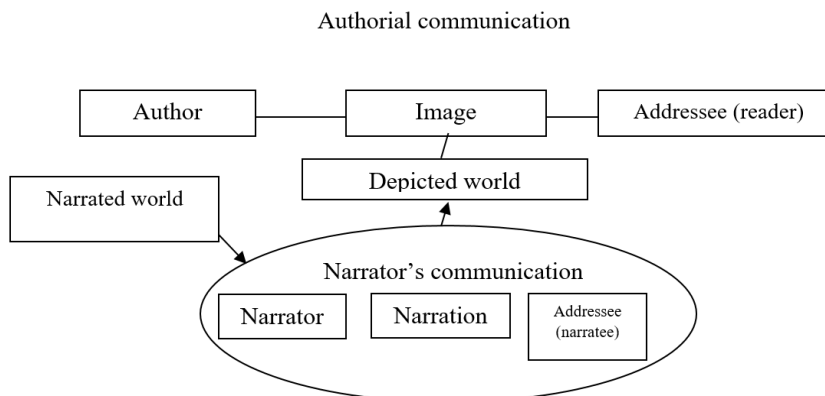 Authorial communication
Author
Image
Addressee (reader)
Depicted world
Narrated world
Narrator’s communication
Narrator
Narration
Addressee
(narratee)